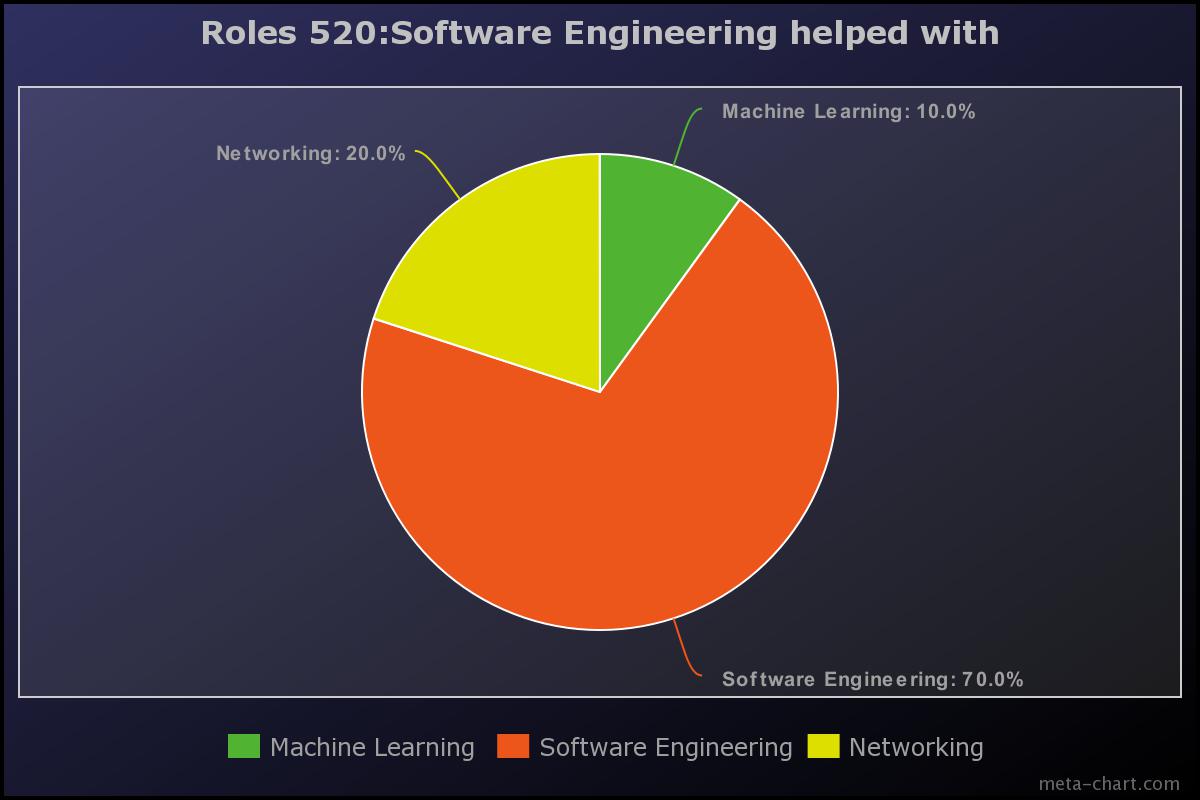 Roles 520:Software Engineering helped with
Machine Learning: 10.0%
Networking: 20.0%
Software Engineering: 70.0%
Machine Learning Software Engineering Networking
meta-chart.com